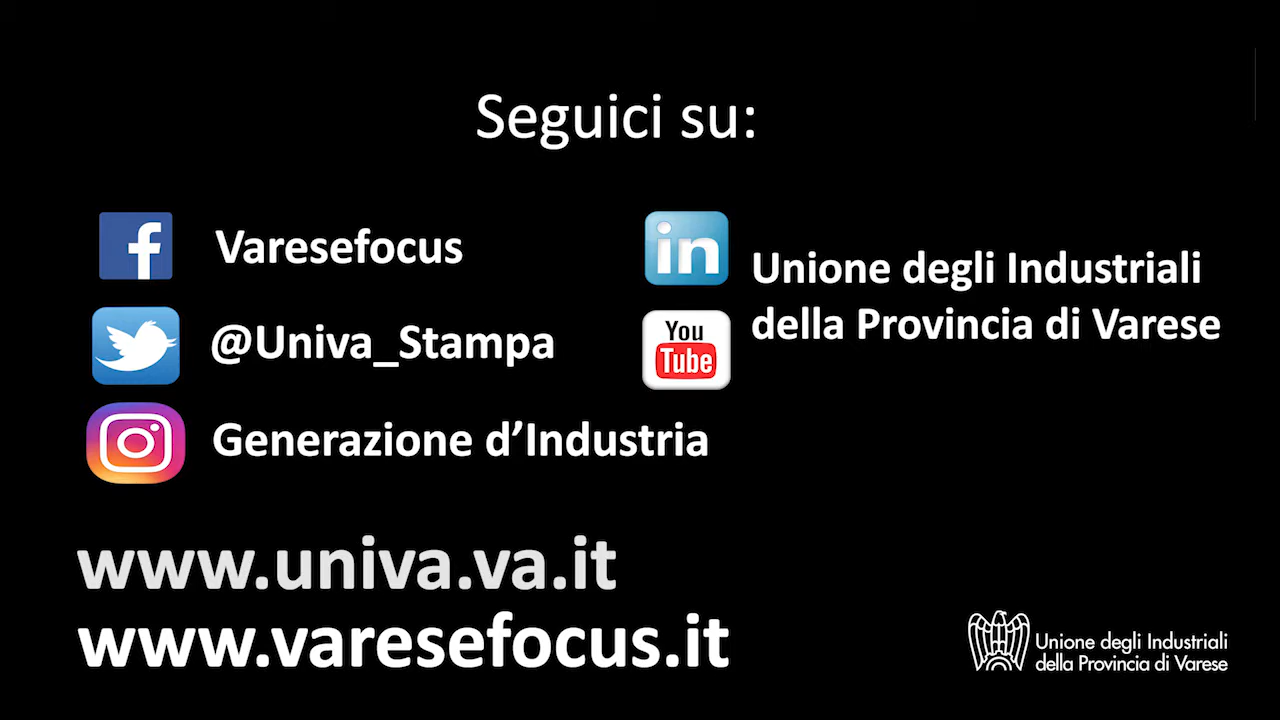 Seguici su:
Varesefocus
@Univa_Stampa
Generazione d’Industria
in
You
Tube
Unione degli Industriali
della Provincia di Varese
www.univa.va.it
www.varesefocus.it
Unione degli Industriali
della Provincia di Varese